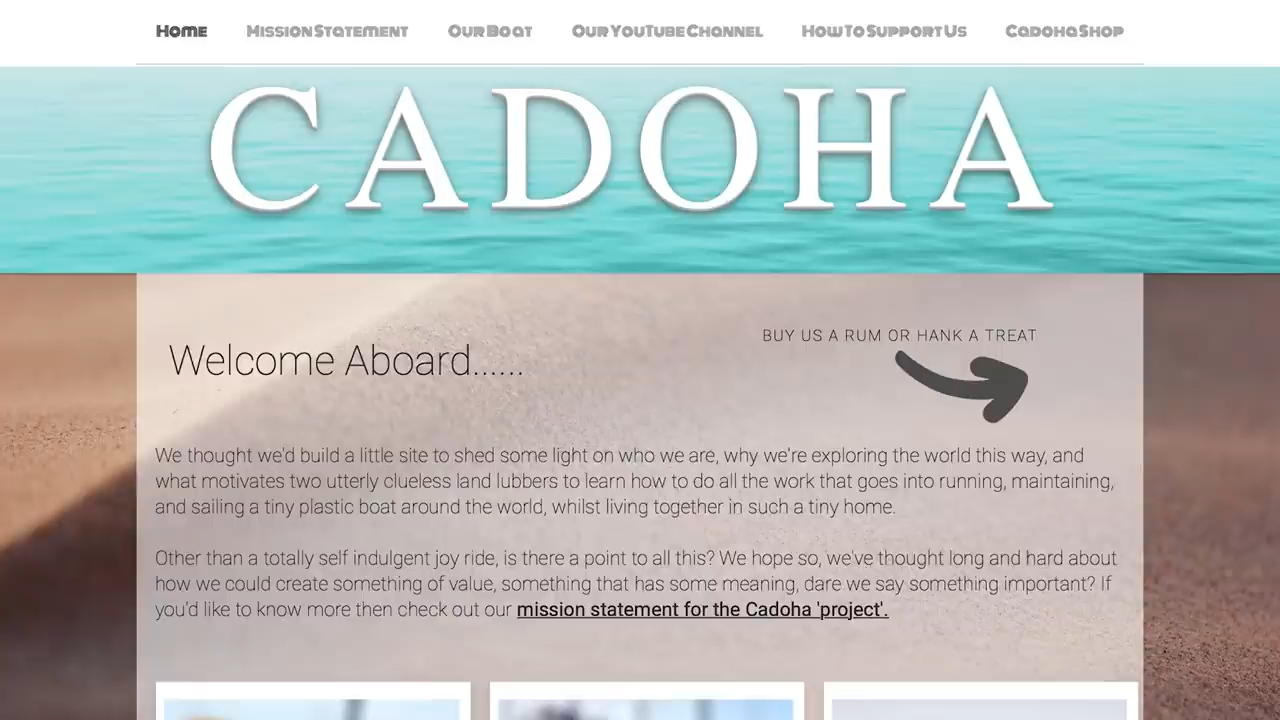 Home Mission Statement Our Boat Our YouTube Channel How To Support Us Cadoha Shop
CADOHA
BUY US A RUM OR HANK A TREAT
Welcome Aboard......
We thought we'd build a little site to shed some light on who we are, why we're exploring the world this way, and
what motivates two utterly clueless land lubbers to learn how to do all the work that goes into running, maintaining,
and sailing a tiny plastic boat around the world, whilst living together in such a tiny home.
Other than a totally self indulgent joy ride, is there a point to all this? We hope so, we've thought long and hard about
how we could create something of value, something that has some meaning, dare we say something important? If
you'd like to know more then check out our mission statement for the Cadoha 'project'.